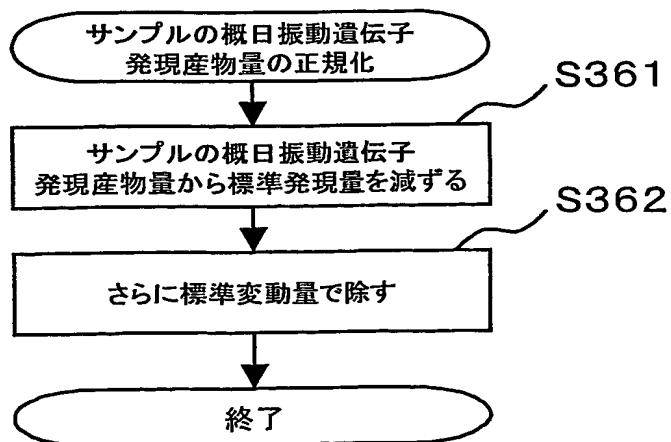 サンプルの概日振動遺伝子
発現産物量の正規化
S361
サンプルの概日振動遺伝子
発現産物量から標準発現量を減ずる
S362
さらに標準変動量で除す
終了